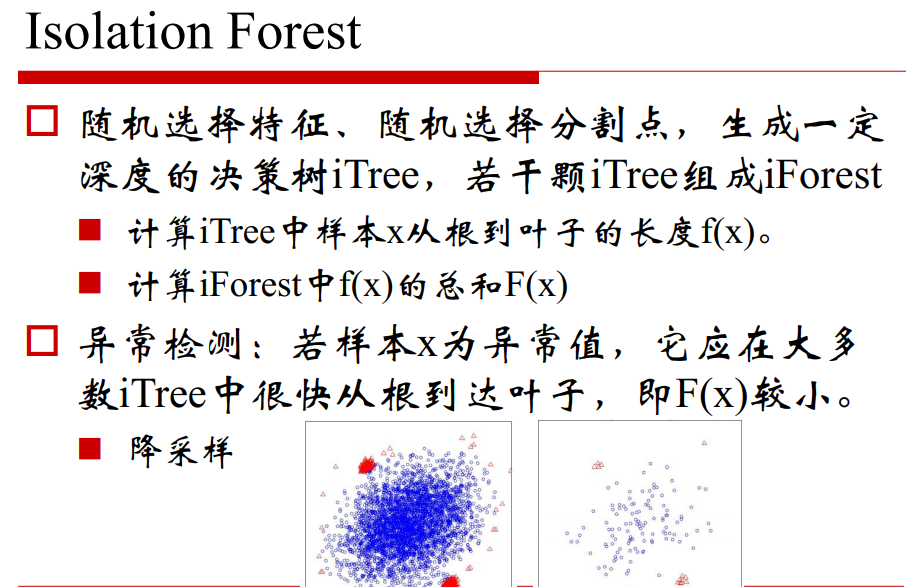 Isolation Forest
随机选择特征、随机选择分割点，生成一定
深度的决策树iTree，若干颗iTree组成iForest
计算iTree中样本x从根到叶子的长度f(x)。
计算iForest中f(x)的总和F(x)
异常检测：若样本x为异常值，它应在大多
数iTree中很快从根到达叶子，即F(x)较小。
降采样